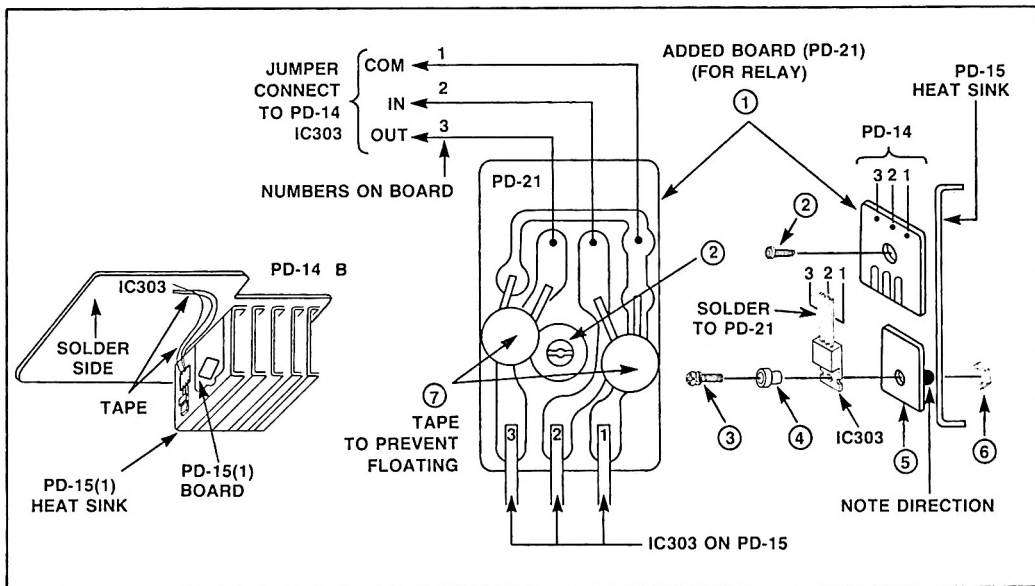 JUMPER
CONNECT
TO PD-14
IC303
COM
1
IN
2
OUT
3
NUMBERS ON BOARD
ADDED BOARD (PD-21)
(FOR RELAY)
1
PD-15
HEAT SINK
PD-14
3 2 1
2
PD-21
2
3 2 1
SOLDER
TO PD-21
PD-14 B
IC303
SOLDER
SIDE
TAPE
PD-15(1)
HEAT SINK
PD-15(1)
BOARD
7
TAPE
TO PREVENT
FLOATING
3 2 1
3
4
IC303
5
6
NOTE DIRECTION
IC303 ON PD-15